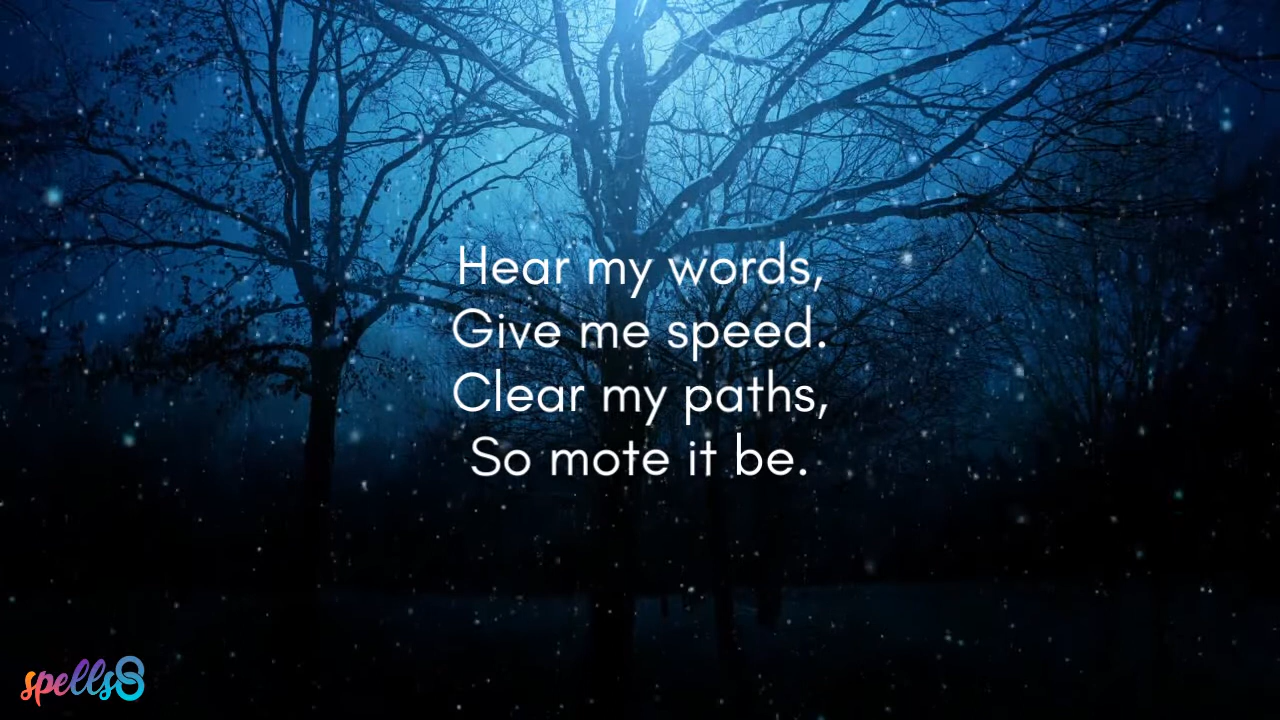 Hear my words,
Give me speed.
Clear my paths,
So mote it be.
spells8